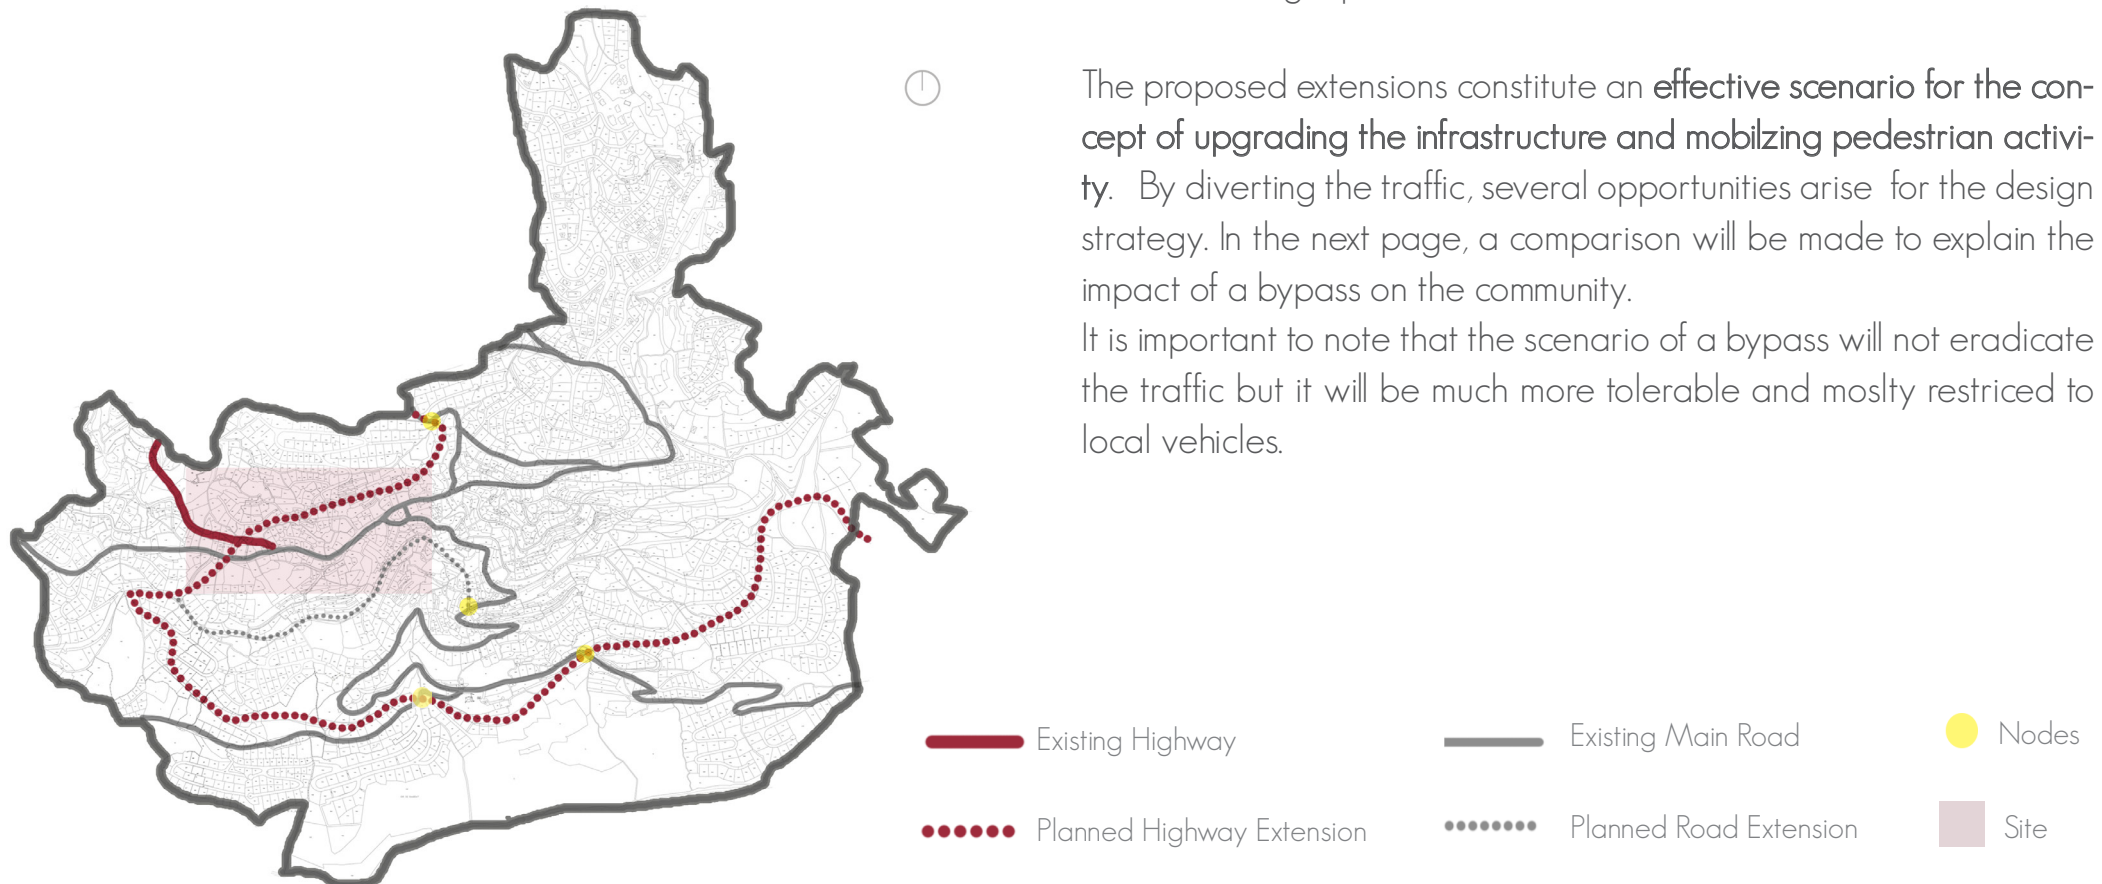 The proposed extensions constitute an effective scenario for the con-
cept of upgrading the infrastructure and mobilzing pedestrian activi-
ty. By diverting the traffic, several opportunities arise for the design
strategy. In the next page, a comparison will be made to explain the
impact of a bypass on the community.
It is important to note that the scenario of a bypass will not eradicate
the traffic but it will be much more tolerable and moslty restriced to
local vehicles.
Existing Highway
Existing Main Road
Nodes
Planned Highway Extension
Planned Road Extension
Site